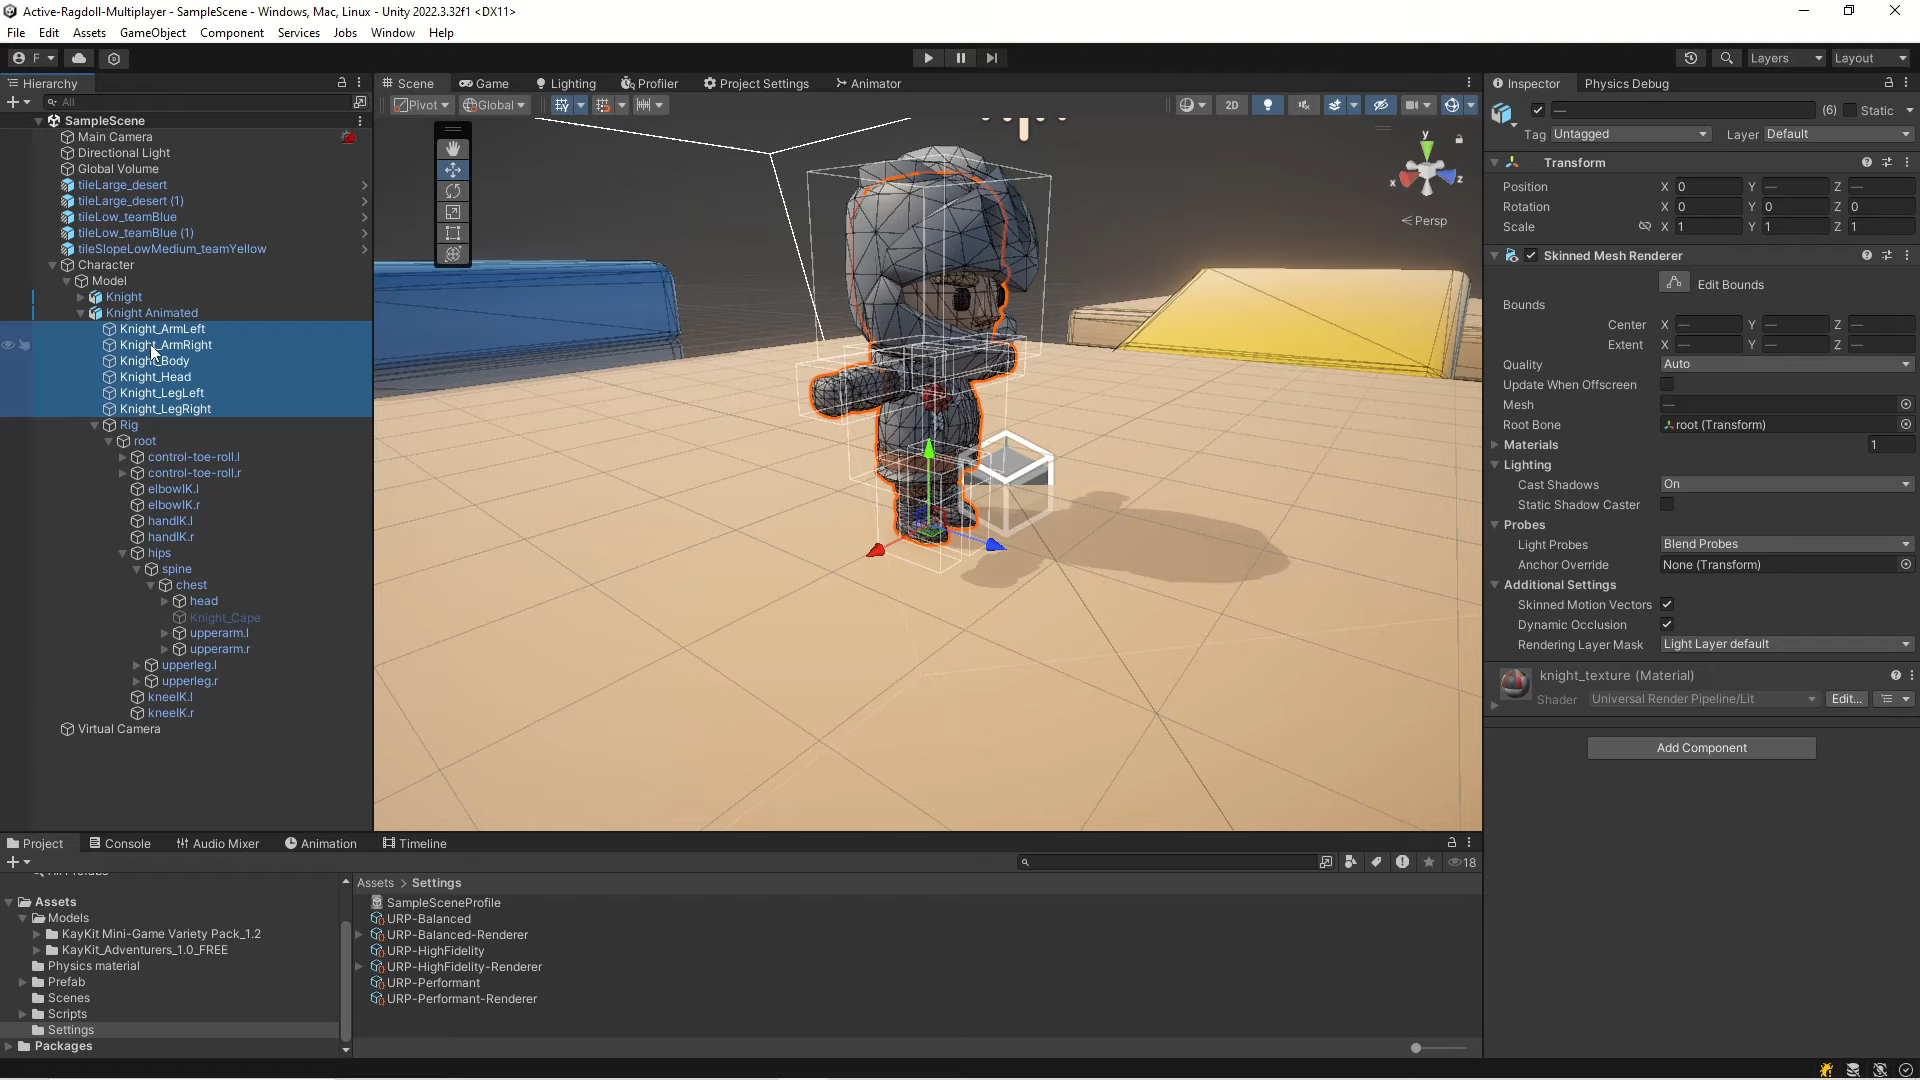 Active-Ragdoll-Multiplayer - SampleScene - Windows, Mac, Linux - Unity 2022.3.32f1 <DX11>
File Edit Assets GameObject Component Services Jobs Window Help
F Layers Layout
Hierarchy
All
SampleScene
Main Camera
Directional Light
Global Volume
tileLarge_desert
tileLarge_desert (1)
tileLow_teamBlue
tileLow_teamBlue (1)
tileSlopeLowMedium_teamYellow
Character
Model
Knight
Knight Animated
Knight_ArmLeft
Knight_ArmRight
Knight_Body
Knight_Head
Knight_LegLeft
Knight_LegRight
Rig
root
control-toe-roll.l
control-toe-roll.r
elbowIK.l
elbowIK.r
handIK.l
handIK.r
hips
spine
chest
head
Knight_Cape
upperarm.l
upperarm.r
upperleg.l
upperleg.r
kneeIK.l
kneeIK.r
Virtual Camera
Scene Game Lighting Profiler Project Settings Animator
Pivot Global 2D
y
x z
Persp
Inspector Physics Debug
— (6) Static
Tag Untagged Layer Default
Transform
Position X 0 Y — Z —
Rotation X 0 Y 0 Z 0
Scale X 1 Y 1 Z 1
Skinned Mesh Renderer
Edit Bounds
Bounds
Center X — Y — Z —
Extent X — Y — Z —
Quality Auto
Update When Offscreen
Mesh —
Root Bone root (Transform)
Materials 1
Lighting
Cast Shadows On
Static Shadow Caster
Probes
Light Probes Blend Probes
Anchor Override None (Transform)
Additional Settings
Skinned Motion Vectors
Dynamic Occlusion
Rendering Layer Mask Light Layer default
knight_texture (Material)
Shader Universal Render Pipeline/Lit Edit...
Add Component
Project Console Audio Mixer Animation Timeline
18
All Prefabs
Assets
Models
KayKit Mini-Game Variety Pack_1.2
KayKit_Adventurers_1.0_FREE
Physics material
Prefab
Scenes
Scripts
Settings
Packages
Assets > Settings
SampleSceneProfile
URP-Balanced
URP-Balanced-Renderer
URP-HighFidelity
URP-HighFidelity-Renderer
URP-Performant
URP-Performant-Renderer